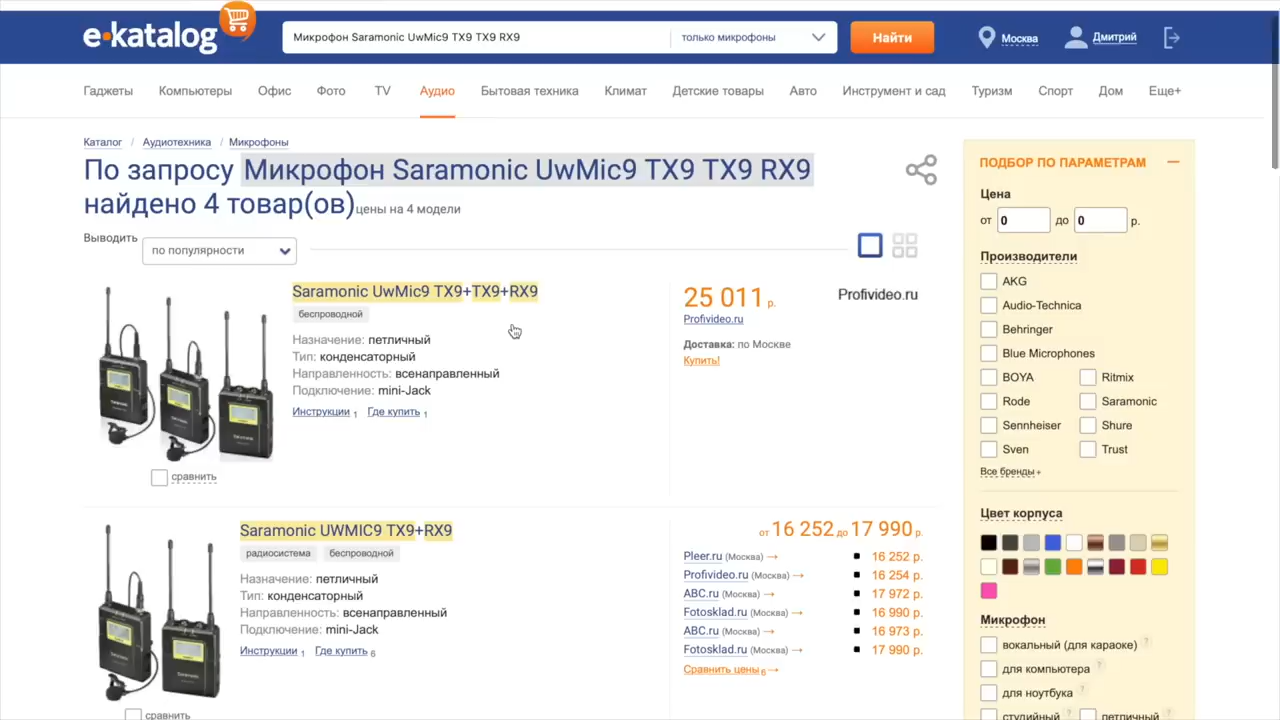 e·katalog
Микрофон Saramonic UwMic9 TX9 TX9 RX9
только микрофоны
Найти
Москва
Дмитрий
Гаджеты Компьютеры Офис Фото TV Аудио Бытовая техника Климат Детские товары Авто Инструмент и сад Туризм Спорт Дом Еще+
Каталог / Аудиотехника / Микрофоны
По запросу Микрофон Saramonic UwMic9 TX9 TX9 RX9
найдено 4 товар(ов) цены на 4 модели
Выводить по популярности
Saramonic UwMic9 TX9+TX9+RX9
беспроводной
Назначение: петличный
Тип: конденсаторный
Направленность: всенаправленный
Подключение: mini-Jack
Инструкции 1 Где купить 1
сравнить
25 011 р.
Profivideo.ru
Доставка: по Москве
Купить!
Profivideo.ru
Saramonic UWMIC9 TX9+RX9
радиосистема беспроводной
Назначение: петличный
Тип: конденсаторный
Направленность: всенаправленный
Подключение: mini-Jack
Инструкции 1 Где купить 6
сравнить
от 16 252 до 17 990 р.
Pleer.ru (Москва) → 16 252 р.
Profivideo.ru (Москва) → 16 254 р.
ABC.ru (Москва) → 17 972 р.
Fotosklad.ru (Москва) → 16 990 р.
ABC.ru (Москва) → 16 973 р.
Fotosklad.ru (Москва) → 17 990 р.
Сравнить цены 6 →
ПОДБОР ПО ПАРАМЕТРАМ
Цена
от 0 до 0 р.
Производители
AKG
Audio-Technica
Behringer
Blue Microphones
BOYA Ritmix
Rode Saramonic
Sennheiser Shure
Sven Trust
Все бренды +
Цвет корпуса
Микрофон
вокальный (для караоке) ?
для компьютера ?
для ноутбука ?
студийный ? петличный ?